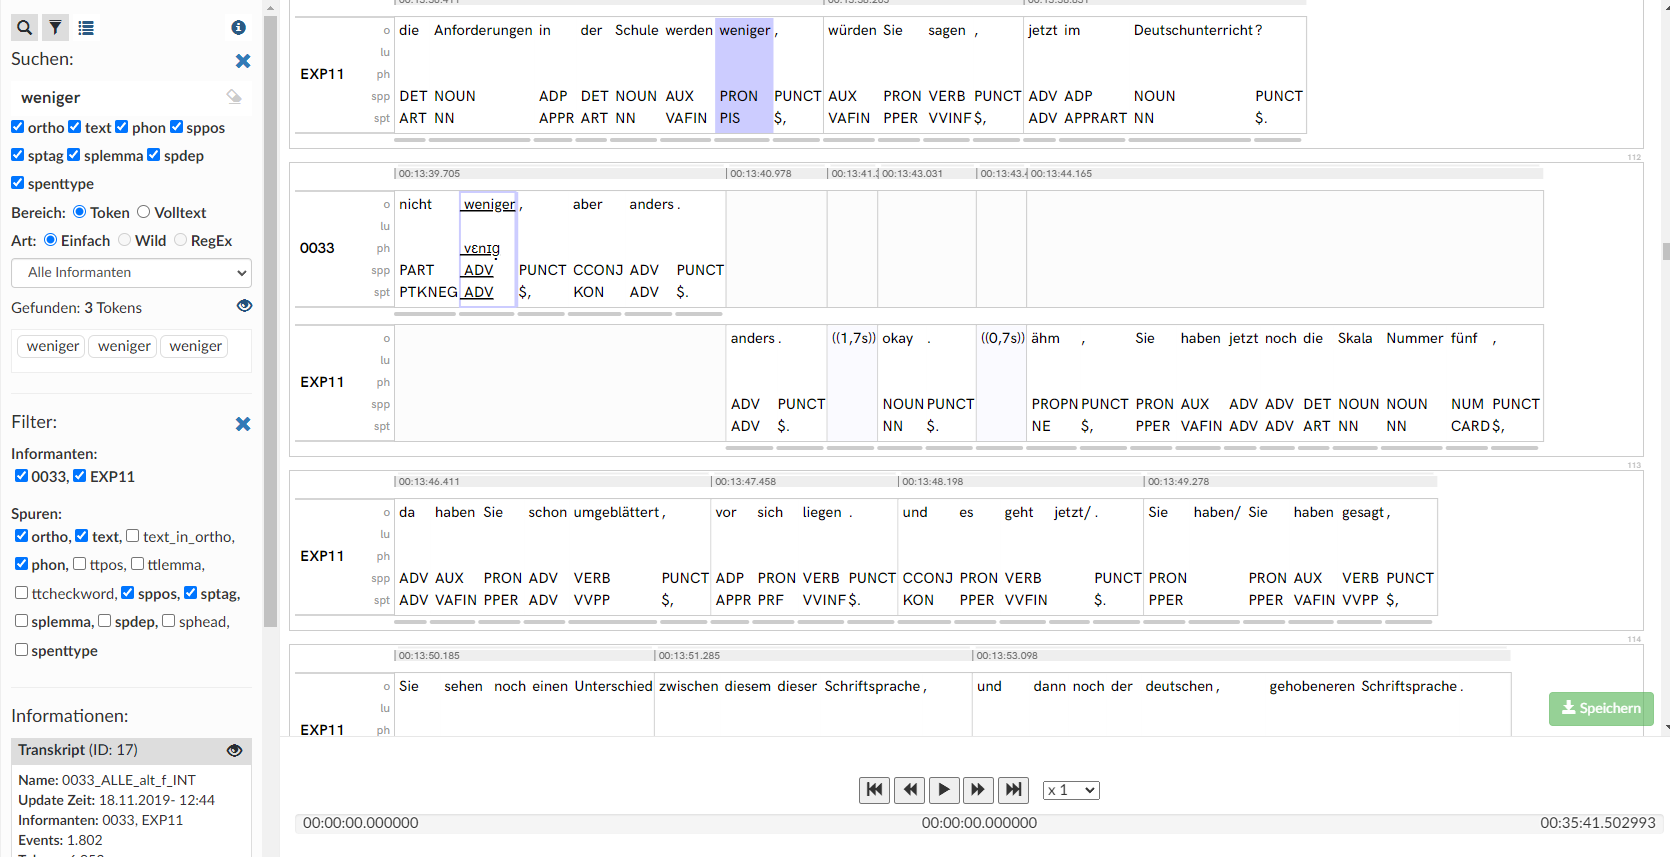 Suchen:
weniger
ortho text phon sppos
sptag splemma spdep
spenttype
Bereich: Token Volltext
Art: Einfach Wild RegEx
Alle Informanten
Gefunden: 3 Tokens
weniger weniger weniger
Filter:
Informanten:
0033, EXP11
Spuren:
ortho, text, text_in_ortho,
phon, ttpos, ttlemma,
ttcheckword, sppos, sptag,
splemma, spdep, sphead,
spenttype
Informationen:
Transkript (ID: 17)
Name: 0033_ALLE_alt_f_INT
Update Zeit: 18.11.2019- 12:44
Informanten: 0033, EXP11
Events: 1.802
EXP11
o die Anforderungen in der Schule werden weniger , würden Sie sagen , jetzt im Deutschunterricht ?
lu
ph
spp DET NOUN ADP DET NOUN AUX PRON PUNCT AUX PRON VERB PUNCT ADV ADP NOUN PUNCT
spt ART NN APPR ART NN VAFIN PIS $, VAFIN PPER VVINF $, ADV APPRART NN $.
112
00:13:39.705 00:13:40.978 00:13:41. 00:13:43.031 00:13:43. 00:13:44.165
0033
o nicht weniger , aber anders .
lu
ph vɛnɪɡ̣
spp PART ADV PUNCT CCONJ ADV PUNCT
spt PTKNEG ADV $, KON ADV $.
EXP11
o anders . ((1,7s)) okay . ((0,7s)) ähm , Sie haben jetzt noch die Skala Nummer fünf ,
lu
ph
spp ADV PUNCT NOUN PUNCT PROPN PUNCT PRON AUX ADV ADV DET NOUN NOUN NUM PUNCT
spt ADV $. NN $. NE $, PPER VAFIN ADV ADV ART NN NN CARD $,
113
00:13:46.411 00:13:47.458 00:13:48.198 00:13:49.278
EXP11
o da haben Sie schon umgeblättert , vor sich liegen . und es geht jetzt/ . Sie haben/ Sie haben gesagt ,
lu
ph
spp ADV AUX PRON ADV VERB PUNCT ADP PRON VERB PUNCT CCONJ PRON VERB PUNCT PRON PRON AUX VERB PUNCT
spt ADV VAFIN PPER ADV VVPP $, APPR PRF VVINF $. KON PPER VVFIN $. PPER PPER VAFIN VVPP $,
114
00:13:50.185 00:13:51.285 00:13:53.098
EXP11
o Sie sehen noch einen Unterschied zwischen diesem dieser Schriftsprache , und dann noch der deutschen , gehobeneren Schriftsprache .
lu
ph
Speichern
x 1
00:00:00.000000 00:00:00.000000 00:35:41.502993